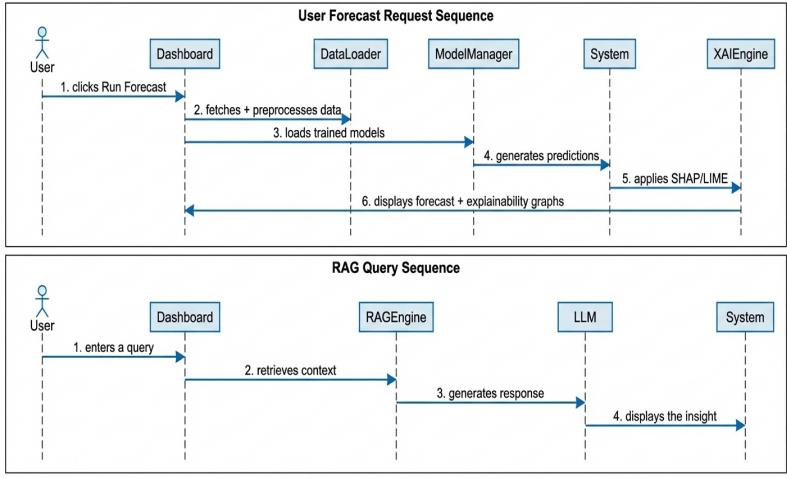 User Forecast Request Sequence
User
Dashboard
DataLoader
ModelManager
System
XAIEngine
1. clicks Run Forecast
2. fetches + preprocesses data
3. loads trained models
4. generates predictions
5. applies SHAP/LIME
6. displays forecast + explainability graphs
RAG Query Sequence
User
Dashboard
RAGEngine
LLM
System
1. enters a query
2. retrieves context
3. generates response
4. displays the insight